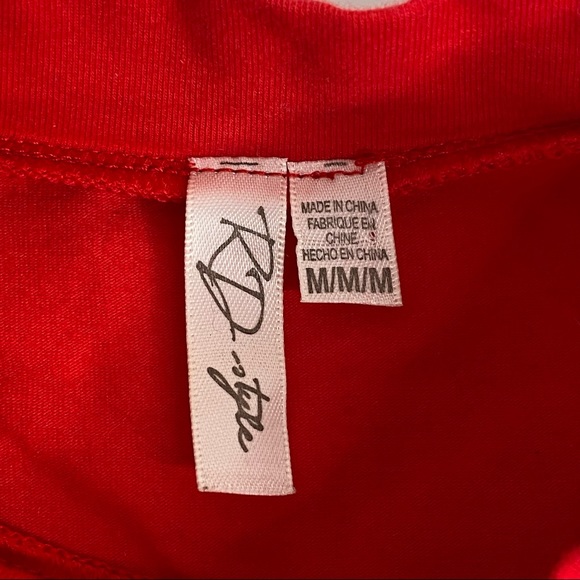 RD style
MADE IN CHINA
FABRIQUE EN
CHINE
HECHO EN CHINA
M/M/M